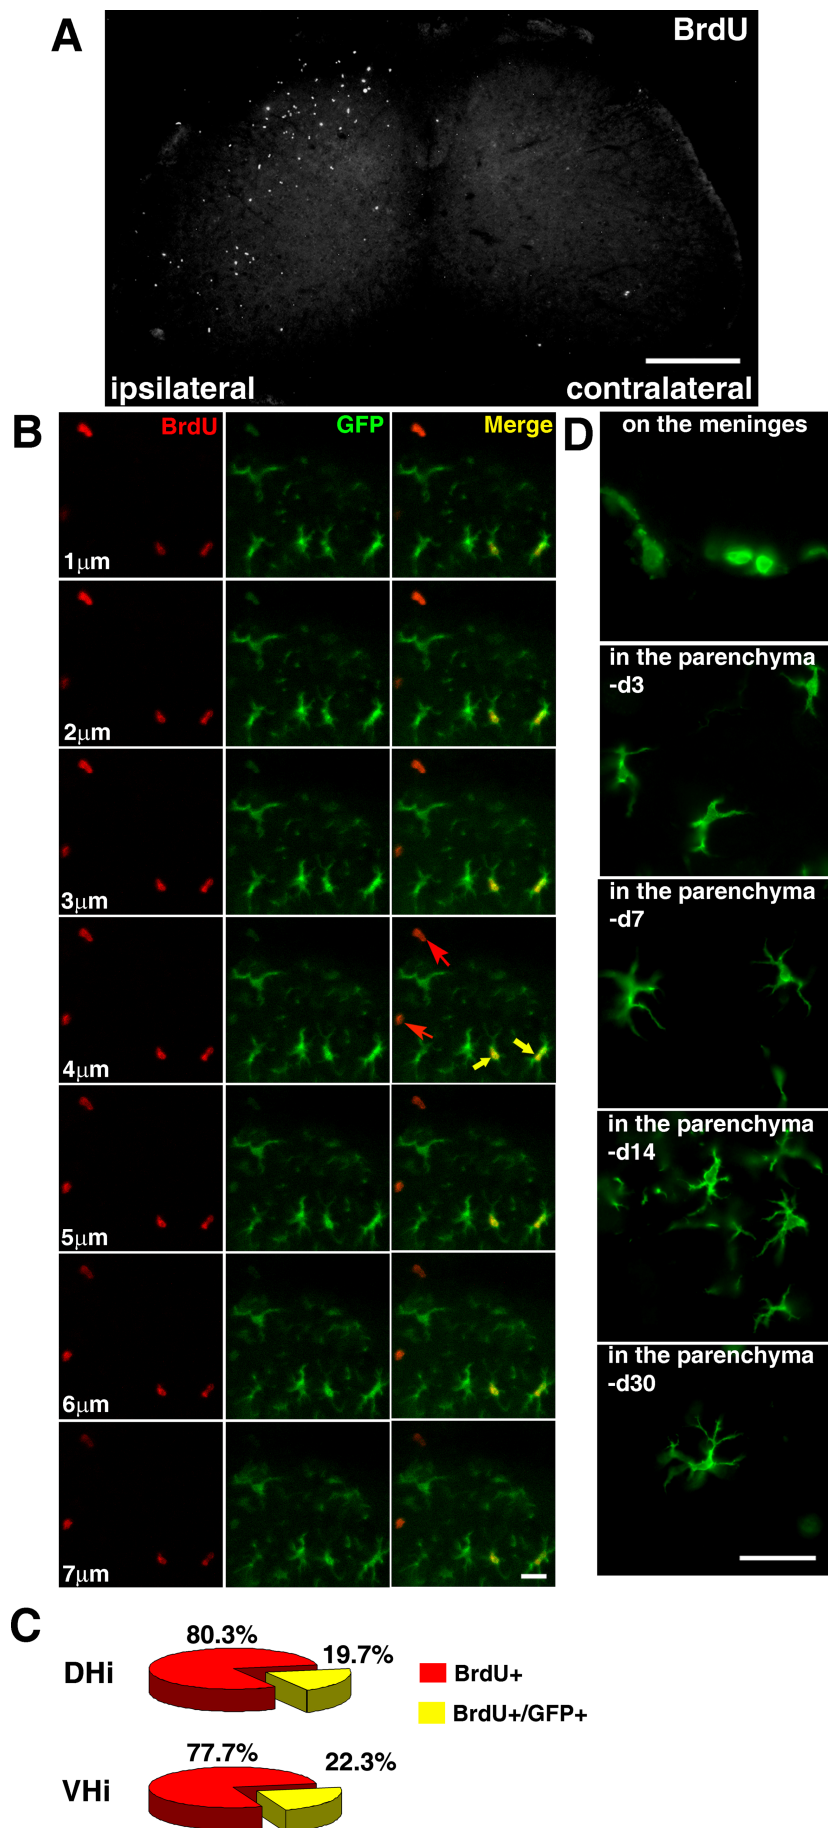 A
BrdU
ipsilateral
contralateral
B
BrdU
GFP
Merge
1μm
2μm
3μm
4μm
5μm
6μm
7μm
D
on the meninges
in the parenchyma
-d3
in the parenchyma
-d7
in the parenchyma
-d14
in the parenchyma
-d30
C
80.3%
19.7%
DHi
BrdU+
BrdU+/GFP+
77.7%
22.3%
VHi